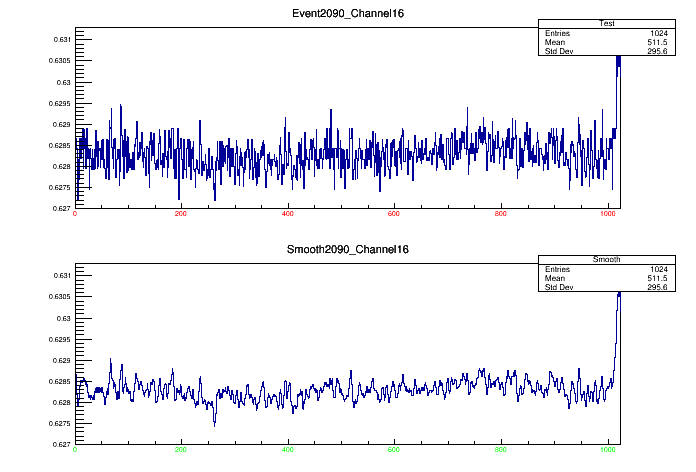 Event2090_Channel16
Test
Entries 1024
Mean 511.5
Std Dev 295.6
0.631
0.6305
0.63
0.6295
0.629
0.6285
0.628
0.6275
0.627
0 200 400 600 800 1000
Smooth2090_Channel16
Smooth
Entries 1024
Mean 511.5
Std Dev 295.6
0.631
0.6305
0.63
0.6295
0.629
0.6285
0.628
0.6275
0.627
0 200 400 600 800 1000